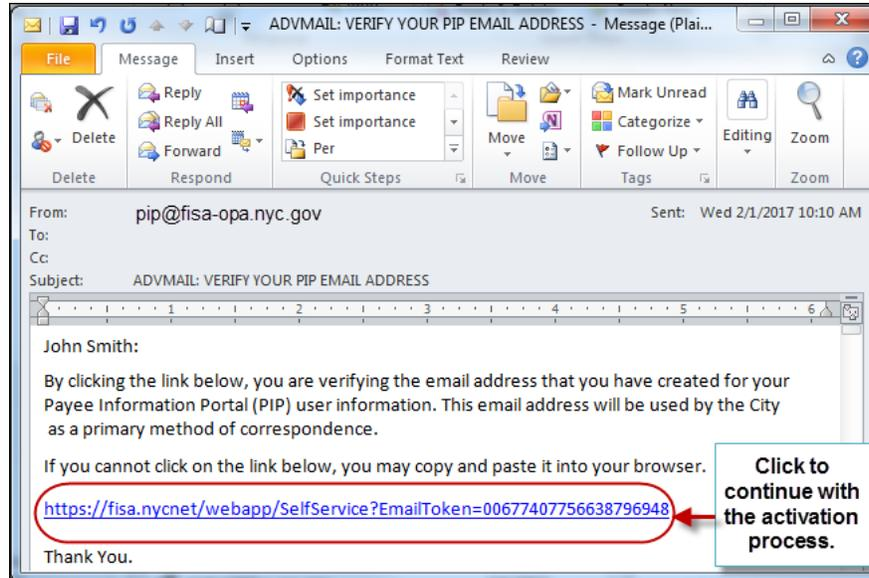 ADVMAIL: VERIFY YOUR PIP EMAIL ADDRESS - Message (Plai...
File Message Insert Options Format Text Review
Delete
Reply
Reply All
Forward
Set importance
Set importance
Per
Move
Mark Unread
Categorize
Follow Up
Editing
Zoom
Delete Respond Quick Steps Move Tags Zoom
From: pip@fisa-opa.nyc.gov Sent: Wed 2/1/2017 10:10 AM
To:
Cc:
Subject: ADVMAIL: VERIFY YOUR PIP EMAIL ADDRESS
1 2 3 4 5 6
John Smith:
By clicking the link below, you are verifying the email address that you have created for your
Payee Information Portal (PIP) user information. This email address will be used by the City
as a primary method of correspondence.
If you cannot click on the link below, you may copy and paste it into your browser.
https://fisa.nycnet/webapp/SelfService?EmailToken=00677407756638796948
Click to
continue with
the activation
process.
Thank You.